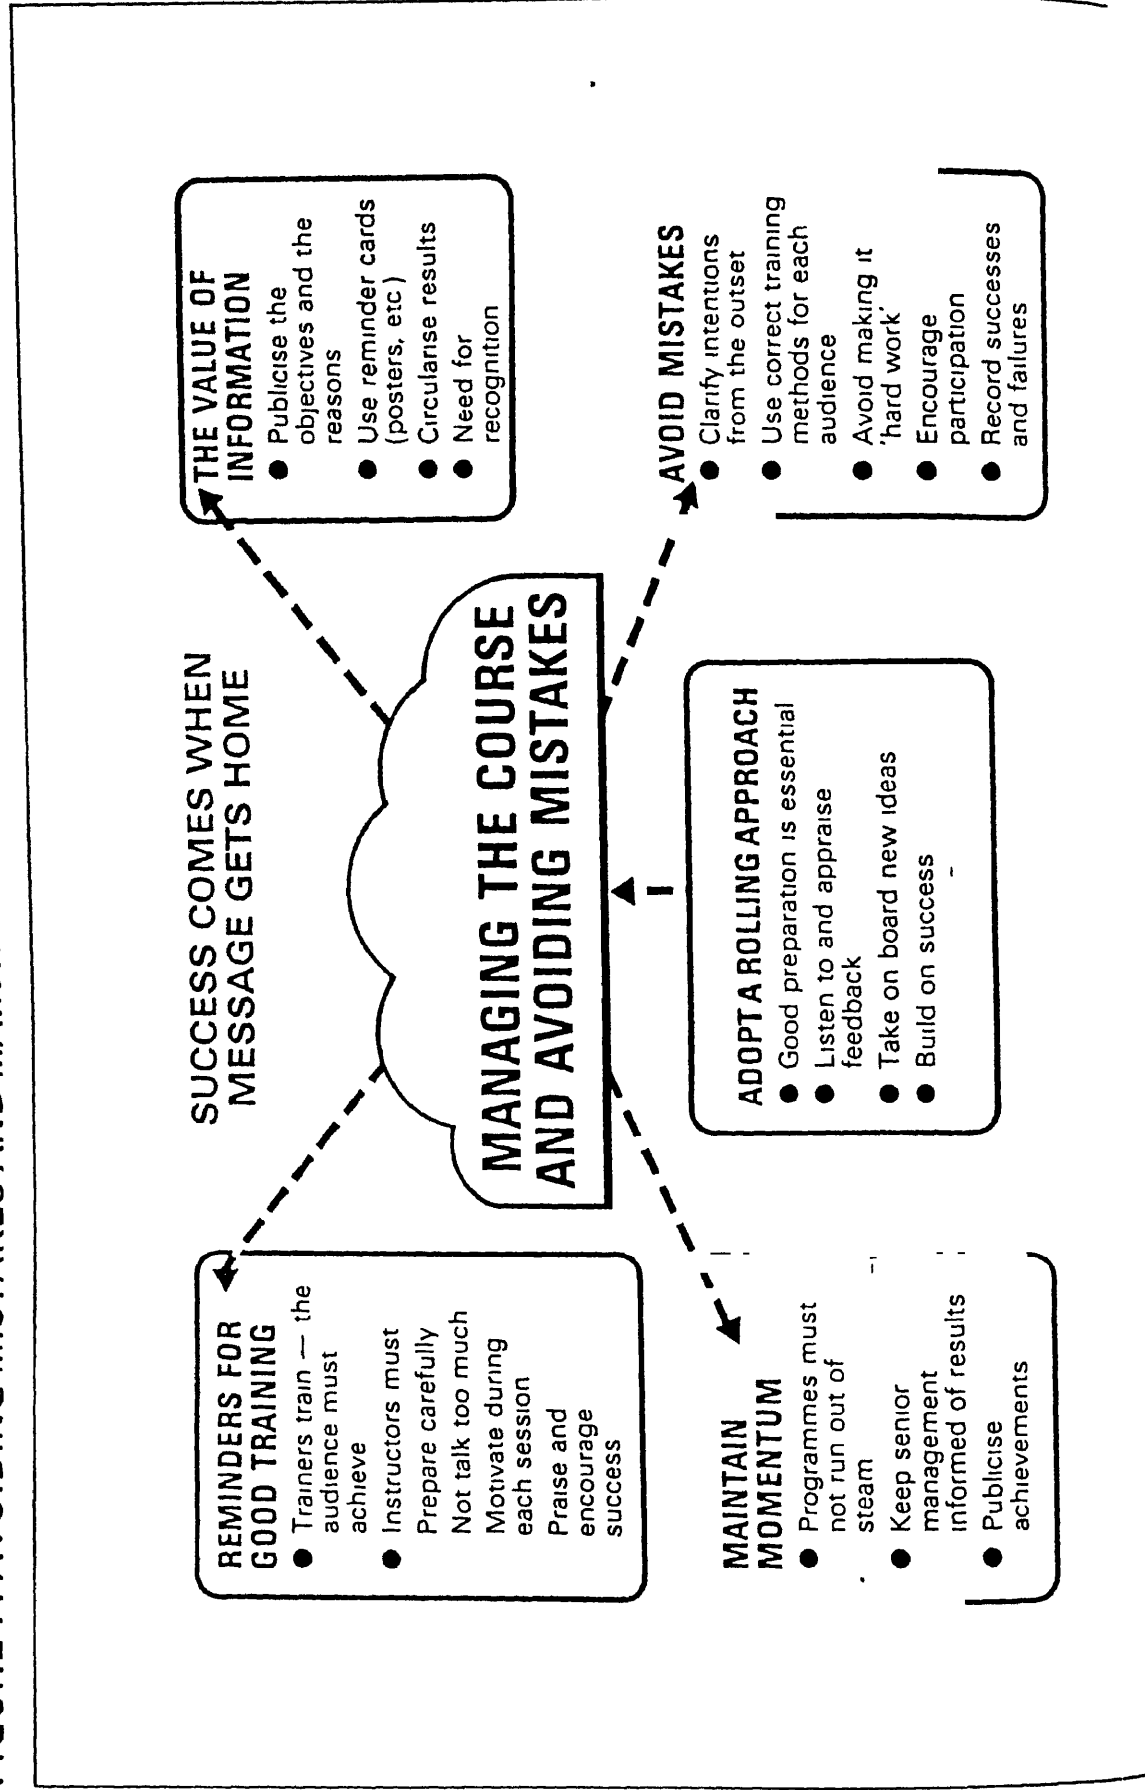 SUCCESS COMES WHEN
MESSAGE GETS HOME
REMINDERS FOR
GOOD TRAINING
● Trainers train — the
audience must
achieve
● Instructors must
Prepare carefully
Not talk too much
Motivate during
each session
Praise and
encourage
success
THE VALUE OF
INFORMATION
● Publicise the
objectives and the
reasons
● Use reminder cards
(posters, etc)
● Circularise results
● Need for
recognition
MANAGING THE COURSE
AND AVOIDING MISTAKES
MAINTAIN
MOMENTUM
● Programmes must
not run out of
steam
● Keep senior
management
informed of results
● Publicise
achievements
ADOPT A ROLLING APPROACH
● Good preparation is essential
● Listen to and appraise
feedback
● Take on board new ideas
● Build on success
AVOID MISTAKES
● Clarify intentions
from the outset
● Use correct training
methods for each
audience
● Avoid making it
'hard work'
● Encourage
participation
● Record successes
and failures